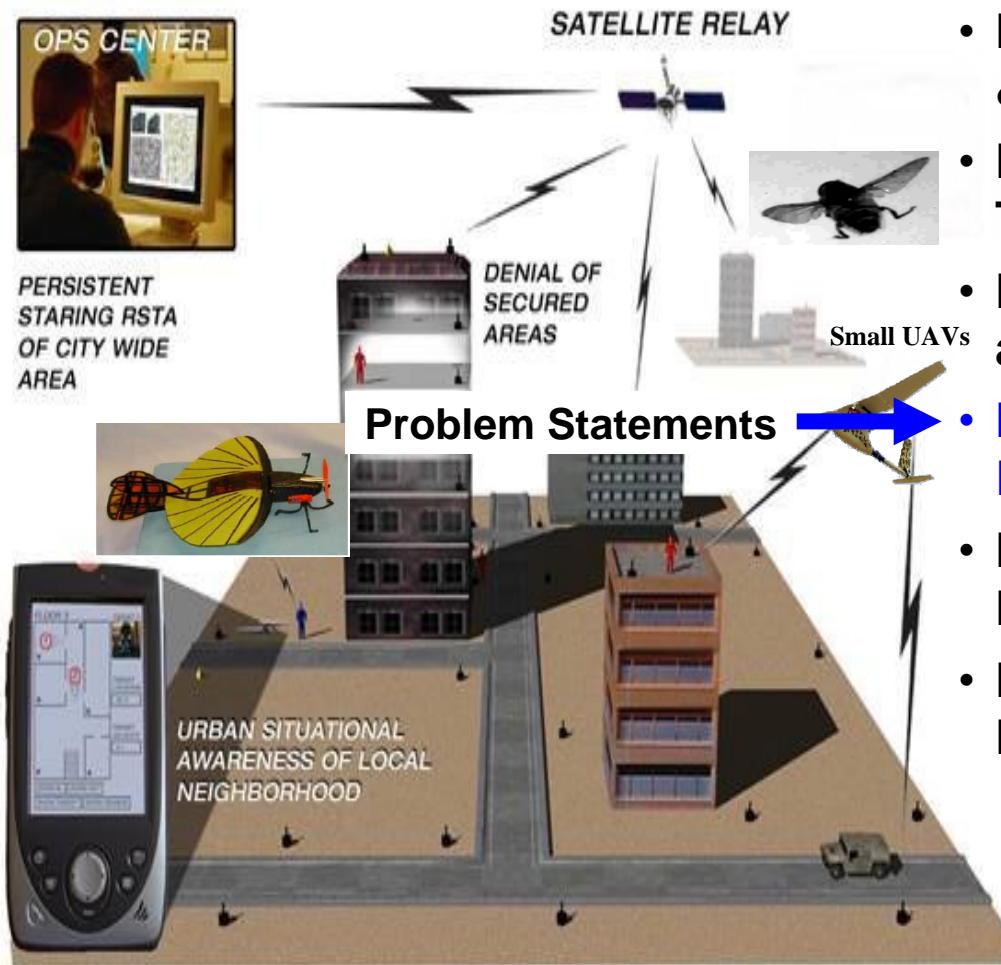 OPS CENTER
SATELLITE RELAY
PERSISTENT
STARING RSTA
OF CITY WIDE
AREA
DENIAL OF
SECURED
AREAS
Small UAVs
Problem Statements
URBAN SITUATIONAL
AWARENESS OF LOCAL
NEIGHBORHOOD